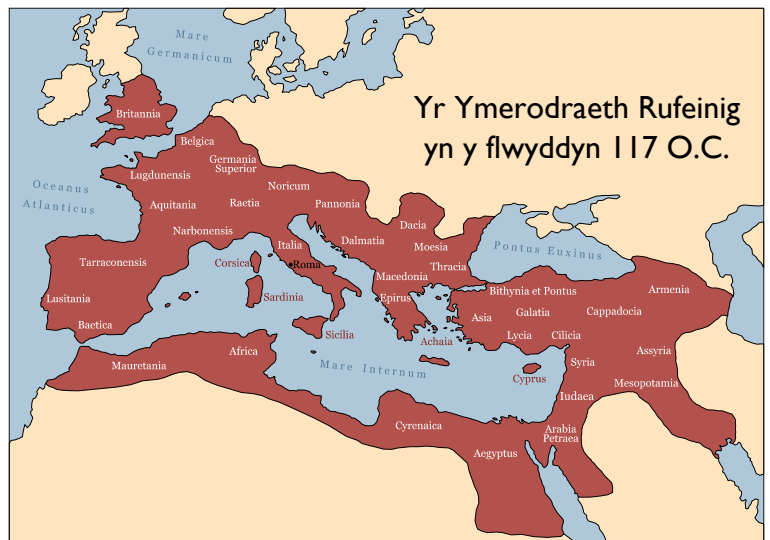 Mare
Germanicum
Yr Ymerodraeth Rufeinig
yn y flwyddyn 117 O.C.
Britannia
Belgica
Germania
Superior
Lugdunensis
Noricum
Oceanus
Atlanticus
Aquitania
Raetia
Pannonia
Narbonensis
Dacia
Italia
Dalmatia
Moesia
Pontus Euxinus
Tarraconensis
Corsica
Roma
Thracia
Macedonia
Lusitania
Sardinia
Epirus
Bithynia et Pontus
Armenia
Baetica
Asia
Galatia
Cappadocia
Sicilia
Achaia
Lycia
Cilicia
Mauretania
Africa
Mare Internum
Cyprus
Syria
Assyria
Mesopotamia
Iudaea
Cyrenaica
Arabia
Petraea
Aegyptus